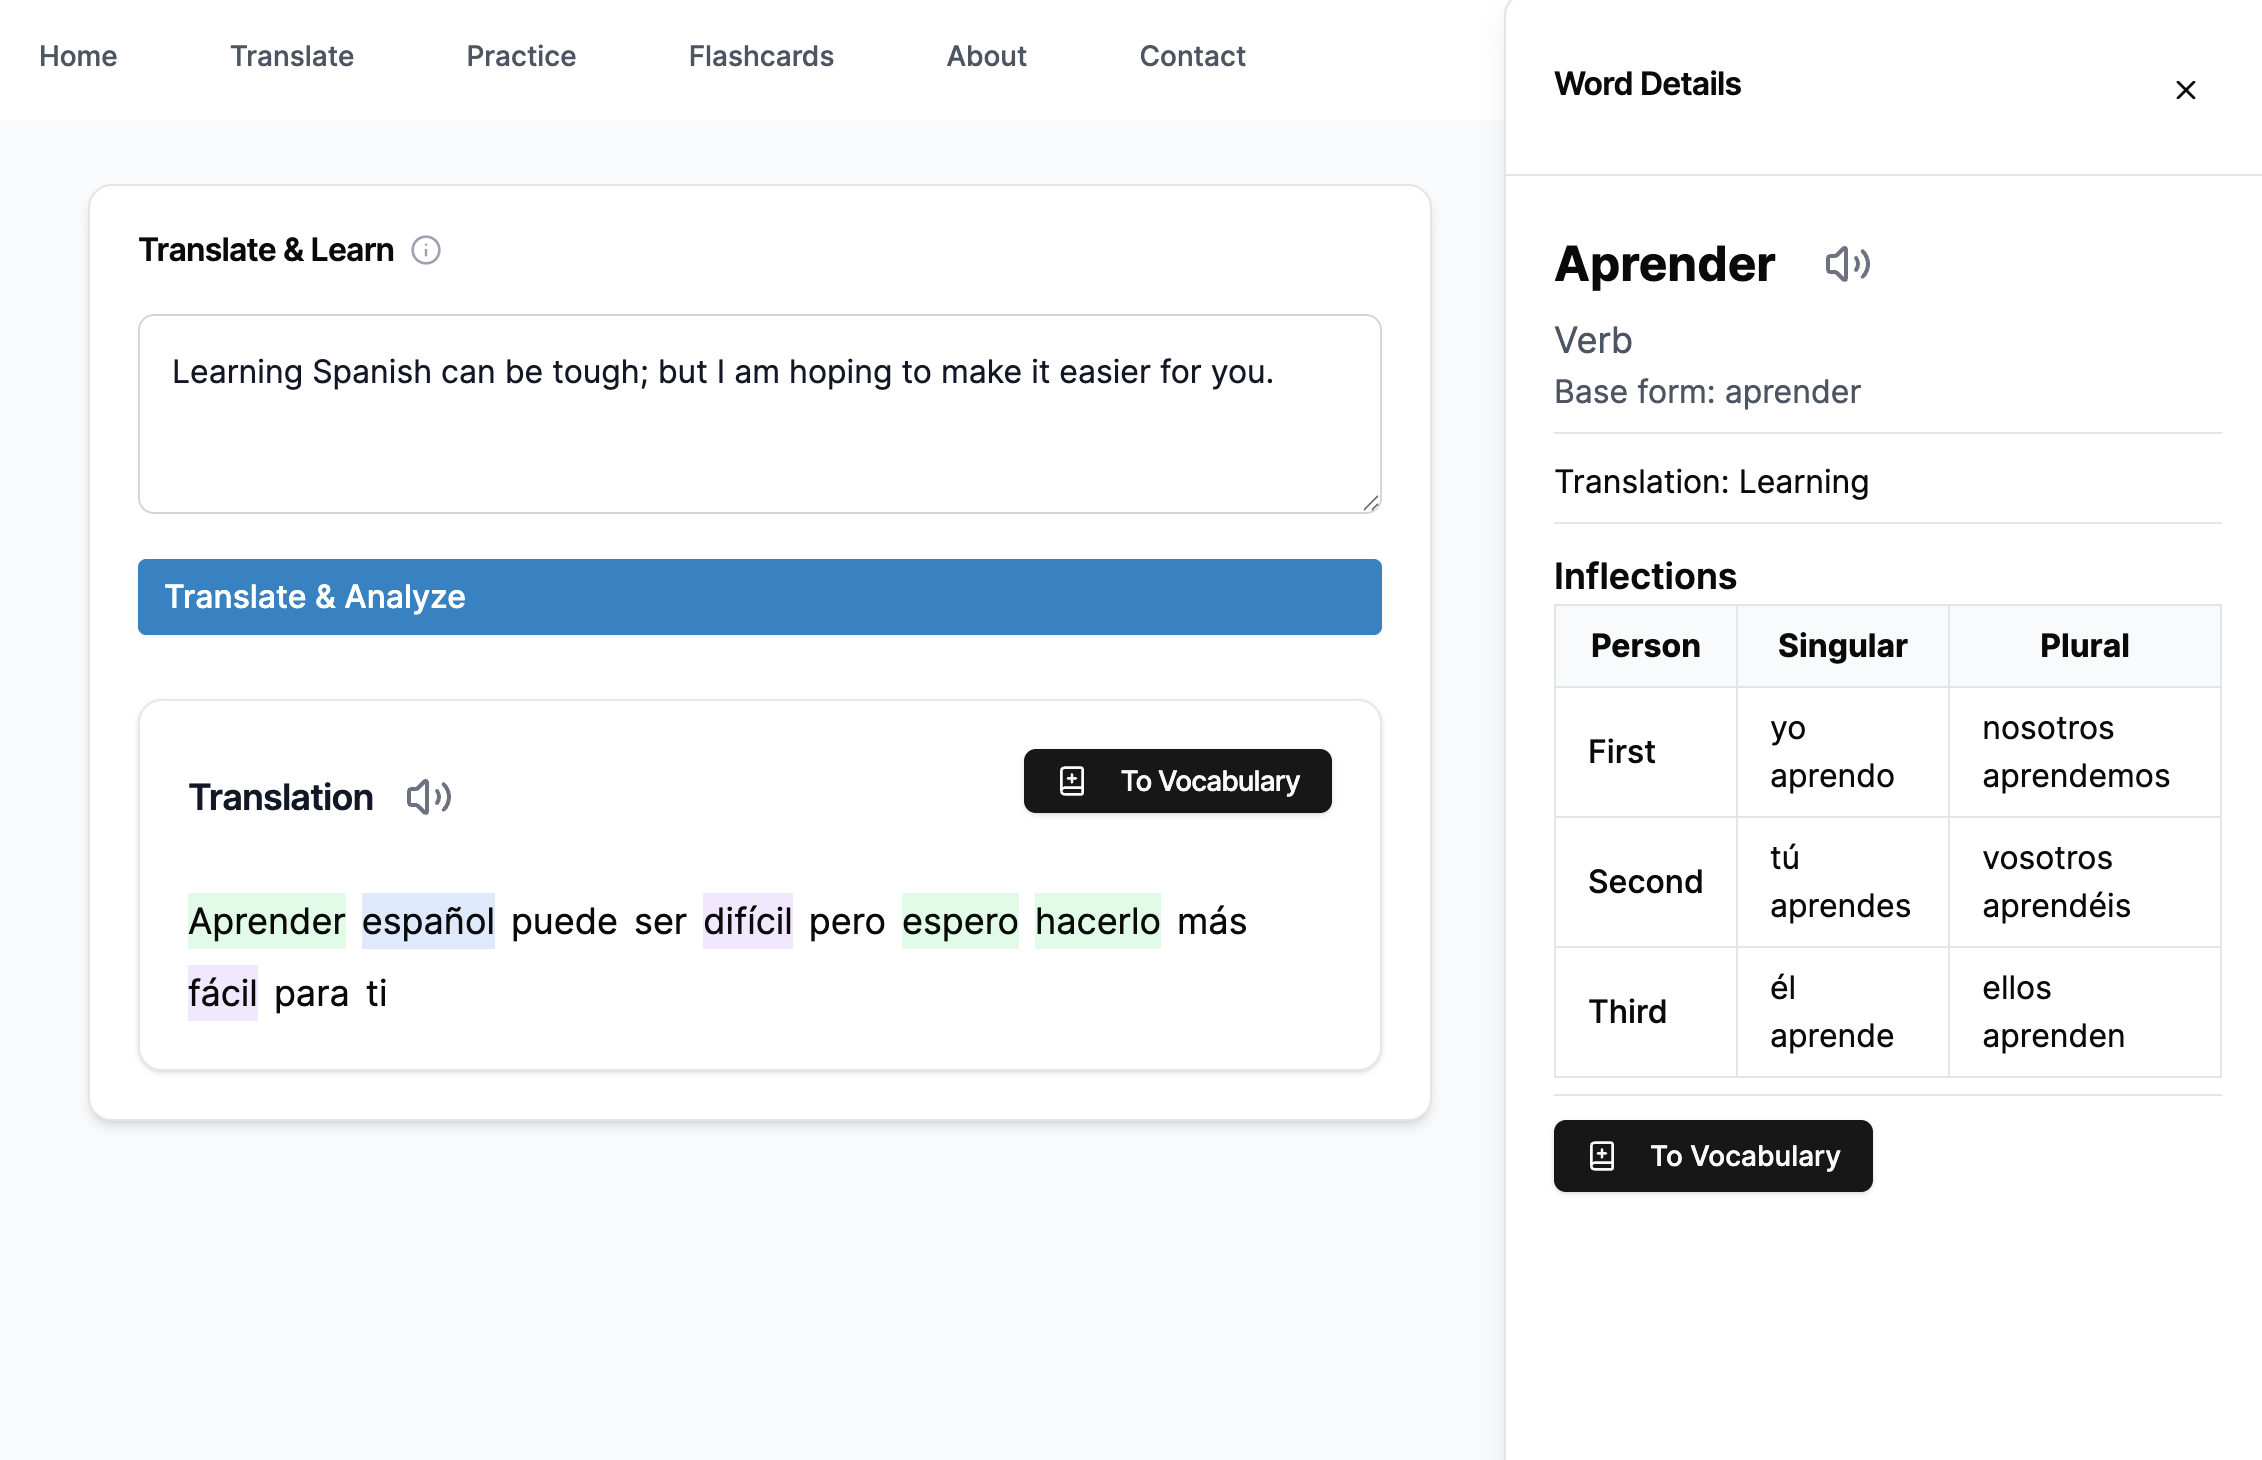 Home Translate Practice Flashcards About Contact
Translate & Learn
Learning Spanish can be tough; but I am hoping to make it easier for you.
Translate & Analyze
Translation
To Vocabulary
Aprender español puede ser difícil pero espero hacerlo más
fácil para ti
Word Details
Aprender
Verb
Base form: aprender
Translation: Learning
Inflections
Person Singular Plural
First yo aprendo nosotros aprendemos
Second tú aprendes vosotros aprendéis
Third él aprende ellos aprenden
To Vocabulary